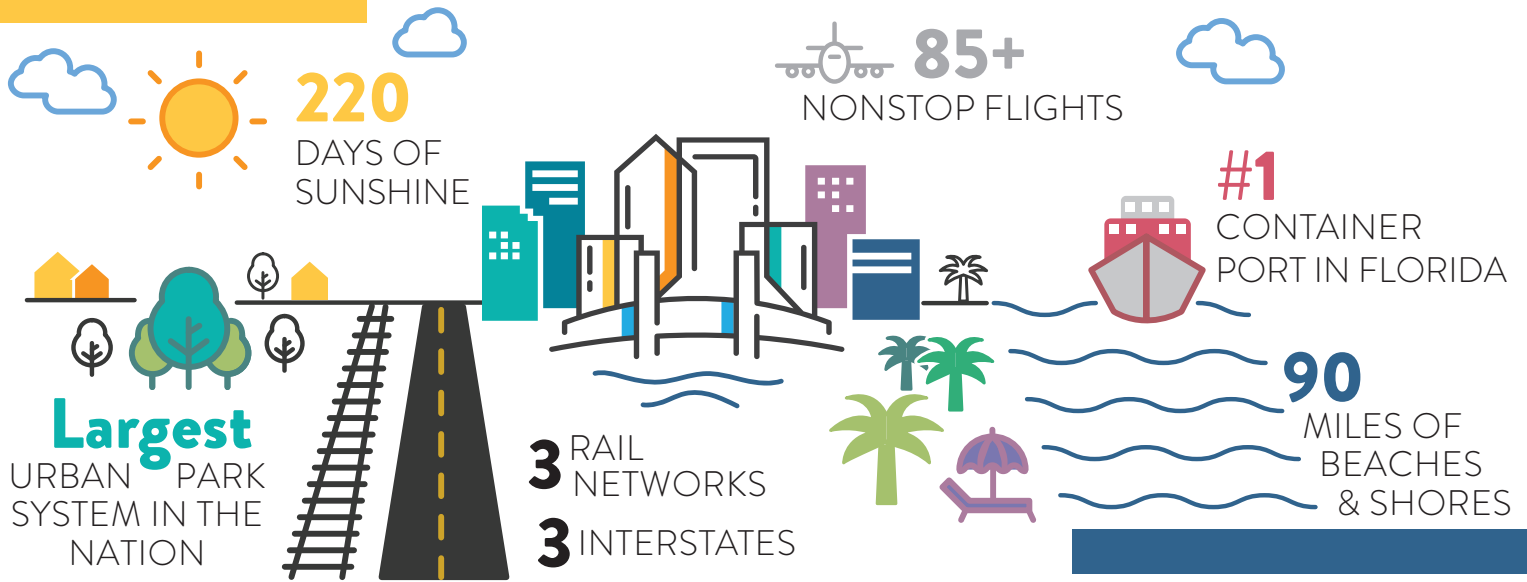 220
DAYS OF
SUNSHINE
85+
NONSTOP FLIGHTS
#1
CONTAINER
PORT IN FLORIDA
90
MILES OF
BEACHES
& SHORES
Largest
URBAN PARK
SYSTEM IN THE
NATION
3 RAIL
NETWORKS
3 INTERSTATES